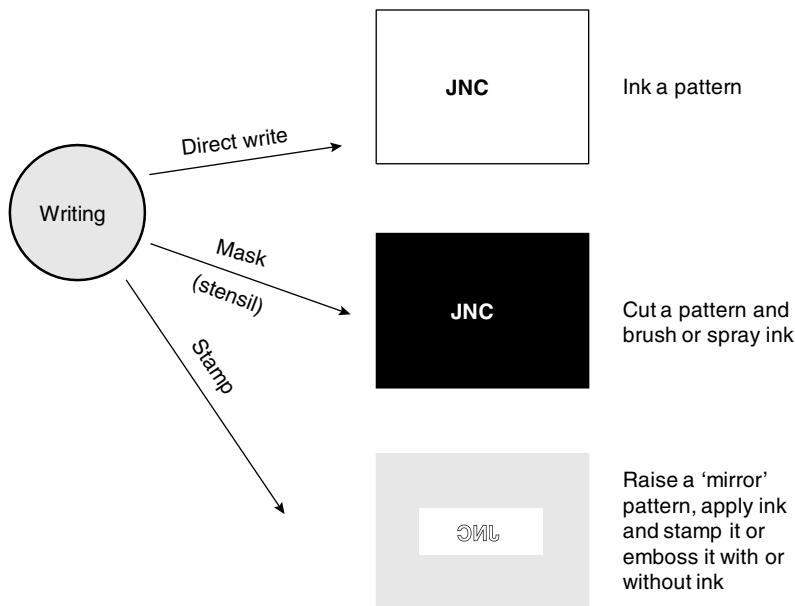 JNC
Ink a pattern
Direct write
Writing
Mask
(stensil)
JNC
Cut a pattern and
brush or spray ink
Stamp
JNC
Raise a ‘mirror’
pattern, apply ink
and stamp it or
emboss it with or
without ink